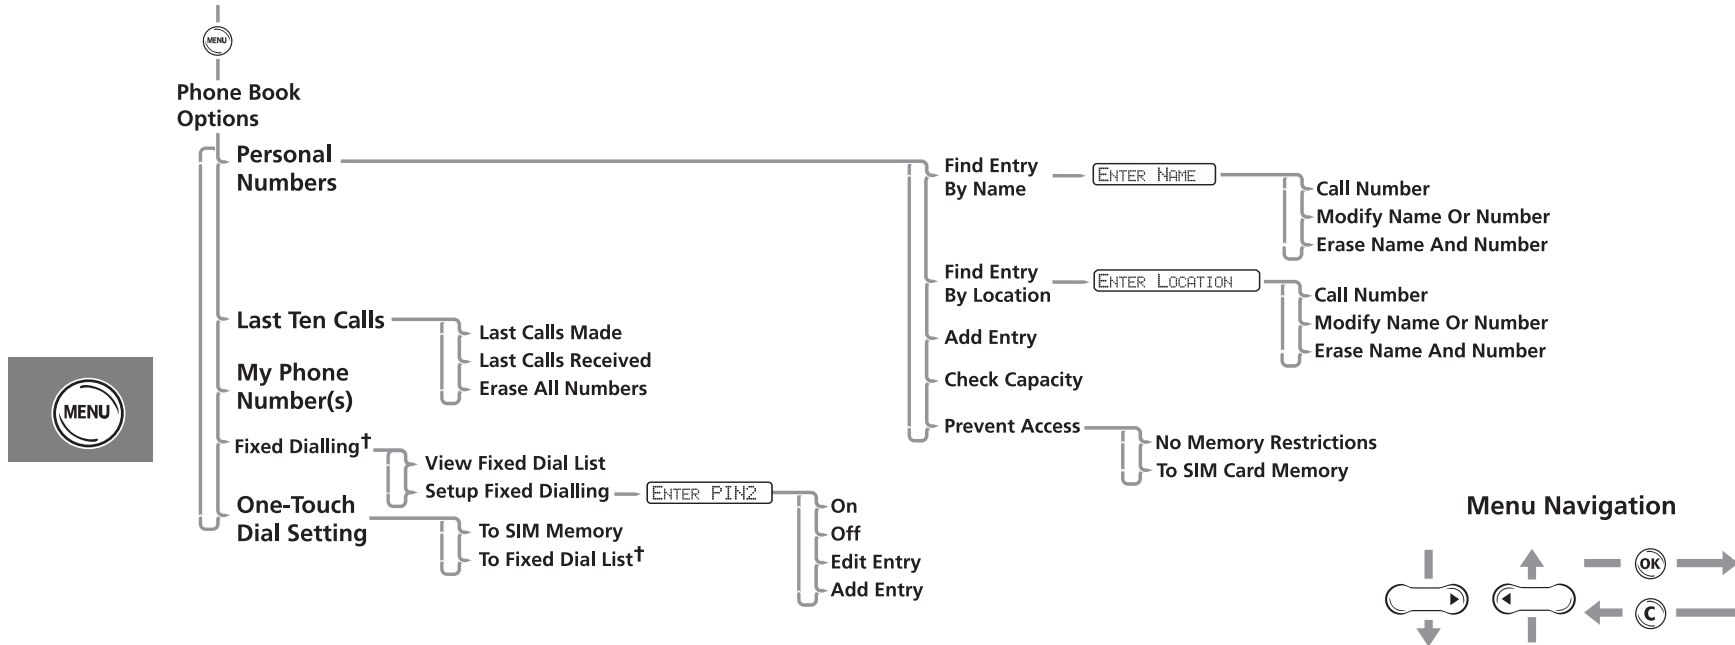 MENU
Phone Book
Options
Personal
Numbers
Find Entry
By Name
ENTER NAME
Call Number
Modify Name Or Number
Erase Name And Number
Find Entry
By Location
ENTER LOCATION
Call Number
Modify Name Or Number
Erase Name And Number
Add Entry
Check Capacity
Prevent Access
No Memory Restrictions
To SIM Card Memory
Last Ten Calls
Last Calls Made
Last Calls Received
Erase All Numbers
My Phone
Number(s)
MENU
Fixed Dialling†
View Fixed Dial List
Setup Fixed Dialling
ENTER PIN2
On
Off
Edit Entry
Add Entry
One-Touch
Dial Setting
To SIM Memory
To Fixed Dial List†
Menu Navigation
OK
C